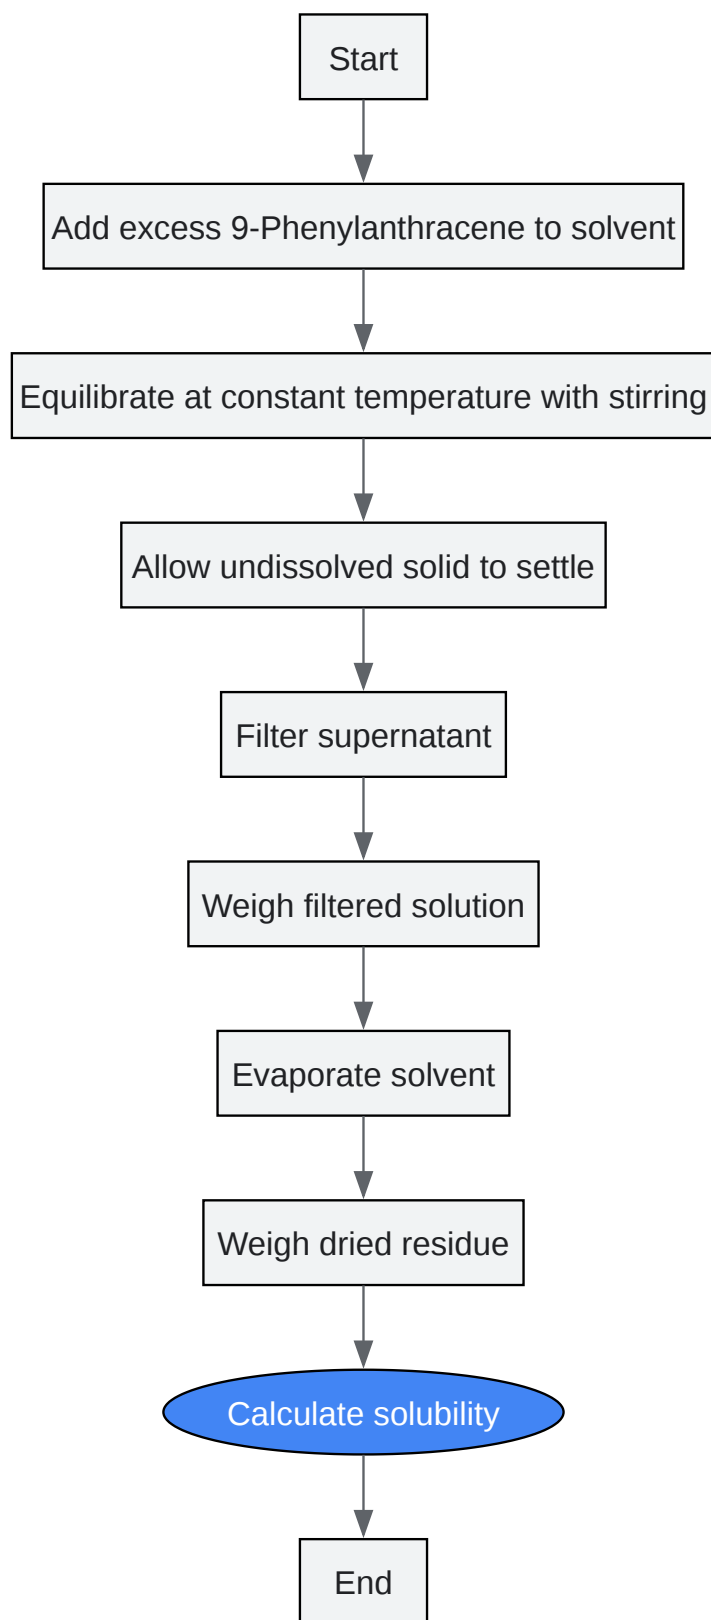 Start
Add excess 9-Phenylanthracene to solvent
Equilibrate at constant temperature with stirring
Allow undissolved solid to settle
Filter supernatant
Weigh filtered solution
Evaporate solvent
Weigh dried residue
Calculate solubility
End